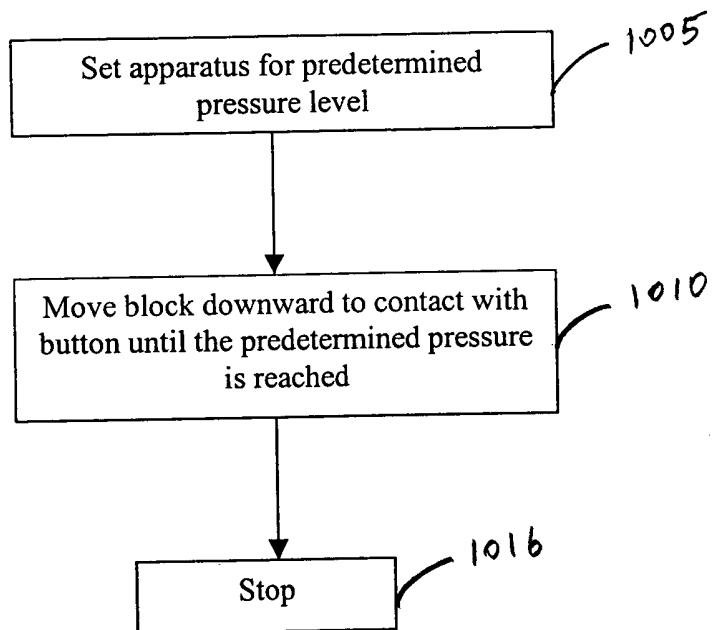 1005
Set apparatus for predetermined
pressure level
1010
Move block downward to contact with
button until the predetermined pressure
is reached
1016
Stop